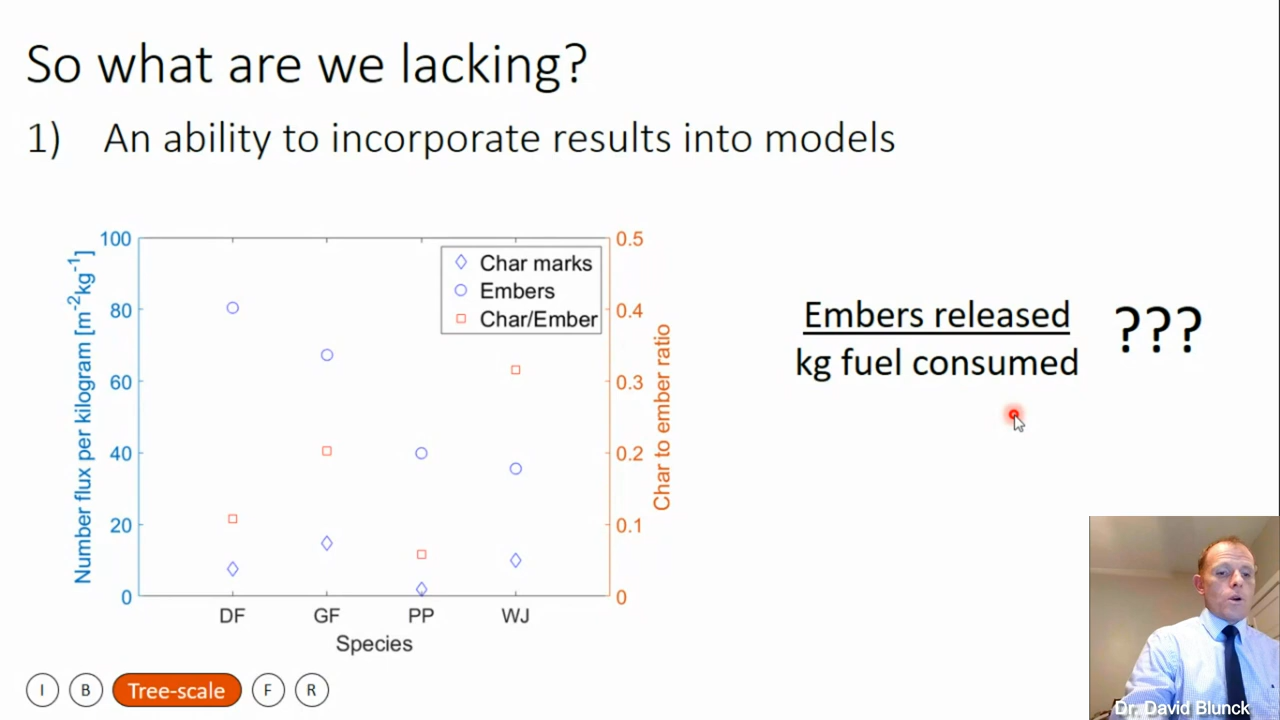 So what are we lacking?
1) An ability to incorporate results into models
100
80
60
40
20
0
Number flux per kilogram [m-2kg-1]
Char marks
Embers
Char/Ember
0.5
0.4
0.3
0.2
0.1
0
Char to ember ratio
DF GF PP WJ
Species
Embers released
kg fuel consumed
???
I B Tree-scale F R
Dr. David Blunck